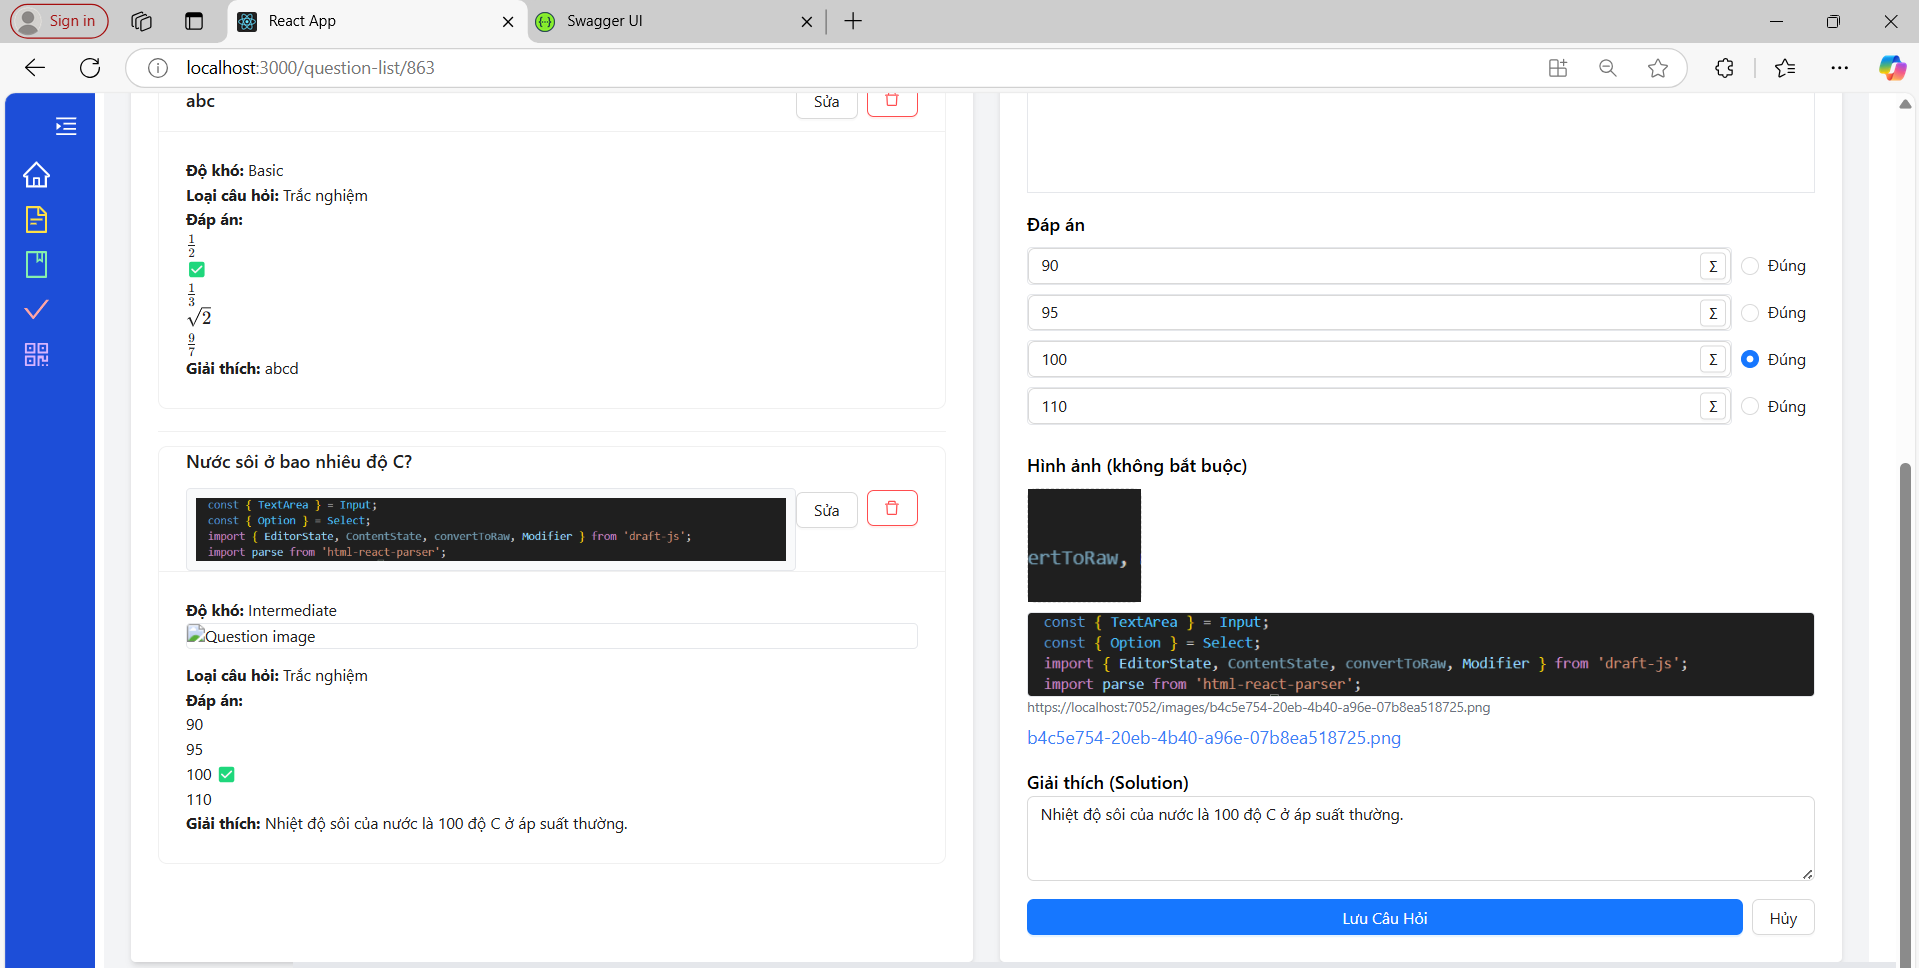 Sign in
React App
Swagger UI
localhost:3000/question-list/863
abc
Sửa
Độ khó: Basic
Loại câu hỏi: Trắc nghiệm
Đáp án:
1/2
1/3
√2
9/7
Giải thích: abcd
Nước sôi ở bao nhiêu độ C?
const { TextArea } = Input;
const { Option } = Select;
import { EditorState, ContentState, convertToRaw, Modifier } from 'draft-js';
import parse from 'html-react-parser';
Sửa
Độ khó: Intermediate
Question image
Loại câu hỏi: Trắc nghiệm
Đáp án:
90
95
100
110
Giải thích: Nhiệt độ sôi của nước là 100 độ C ở áp suất thường.
Đáp án
90 Σ Đúng
95 Σ Đúng
100 Σ Đúng
110 Σ Đúng
Hình ảnh (không bắt buộc)
ertToRaw,
const { TextArea } = Input;
const { Option } = Select;
import { EditorState, ContentState, convertToRaw, Modifier } from 'draft-js';
import parse from 'html-react-parser';
https://localhost:7052/images/b4c5e754-20eb-4b40-a96e-07b8ea518725.png
b4c5e754-20eb-4b40-a96e-07b8ea518725.png
Giải thích (Solution)
Nhiệt độ sôi của nước là 100 độ C ở áp suất thường.
Lưu Câu Hỏi
Hủy